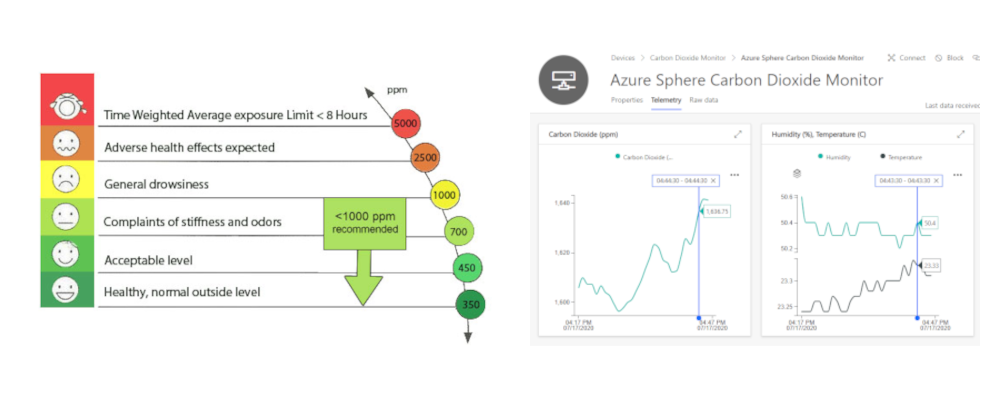 ppm
Time Weighted Average exposure Limit < 8 Hours
5000
Adverse health effects expected
2500
General drowsiness
1000
Complaints of stiffness and odors
700
<1000 ppm
recommended
Acceptable level
450
Healthy, normal outside level
350
Devices > Carbon Dioxide Monitor > Azure Sphere Carbon Dioxide Monitor
Connect
Block
Azure Sphere Carbon Dioxide Monitor
Properties Telemetry Raw data
Last data received
Carbon Dioxide (ppm)
Carbon Dioxide (...
04:44:30 - 04:44:30 ×
...
1,640
1,636.75
1,620
1,600
04:17 PM
07/17/2020
04:47 PM
07/17/2020
Humidity (%), Temperature (C)
Humidity
Temperature
04:43:30 - 04:43:30 ×
...
50.6
50.4
50.4
50.2
23.33
23.3
23.25
04:17 PM
07/17/2020
04:47 PM
07/17/2020